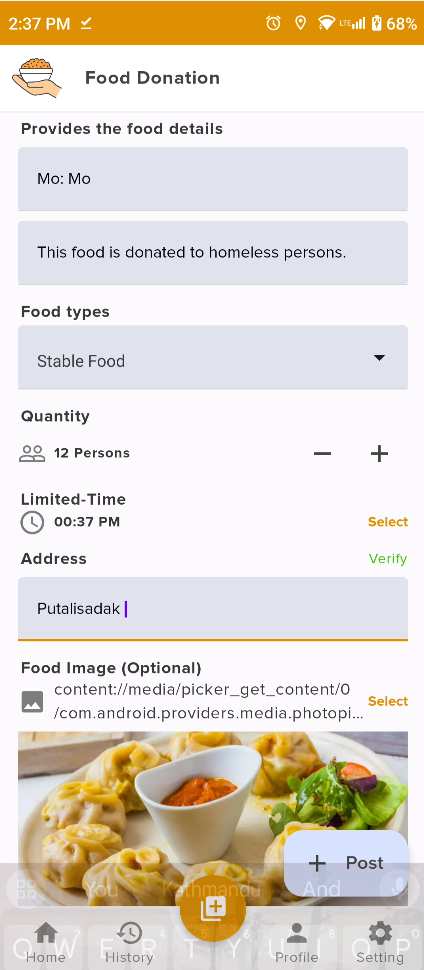 2:37 PM LTE 68%
Food Donation
Provides the food details
Mo: Mo
This food is donated to homeless persons.
Food types
Stable Food
Quantity
12 Persons
Limited-Time
00:37 PM Select
Address Verify
Putalisadak
Food Image (Optional)
content://media/picker_get_content/0
/com.android.providers.media.photopi... Select
+ Post
You Kathmandu And
Q W E R T Y U I O P
Home History Profile Setting